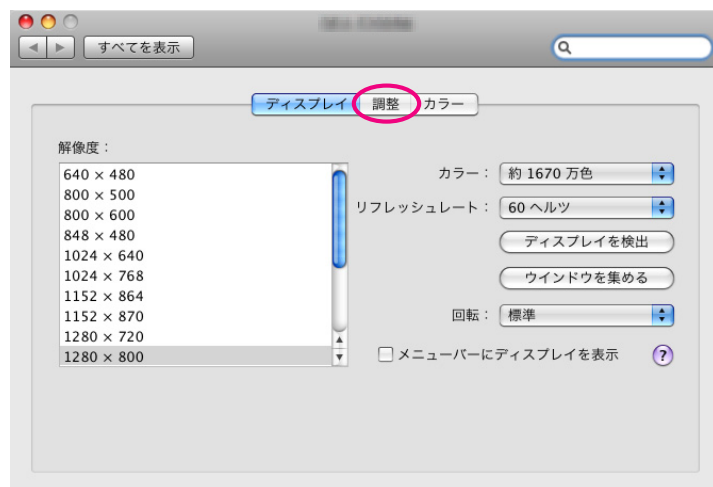 すべてを表示
ディスプレイ 調整 カラー
解像度：
640 × 480
800 × 500
800 × 600
848 × 480
1024 × 640
1024 × 768
1152 × 864
1152 × 870
1280 × 720
1280 × 800
カラー： 約 1670 万色
リフレッシュレート： 60 ヘルツ
ディスプレイを検出
ウインドウを集める
回転： 標準
メニューバーにディスプレイを表示 ?